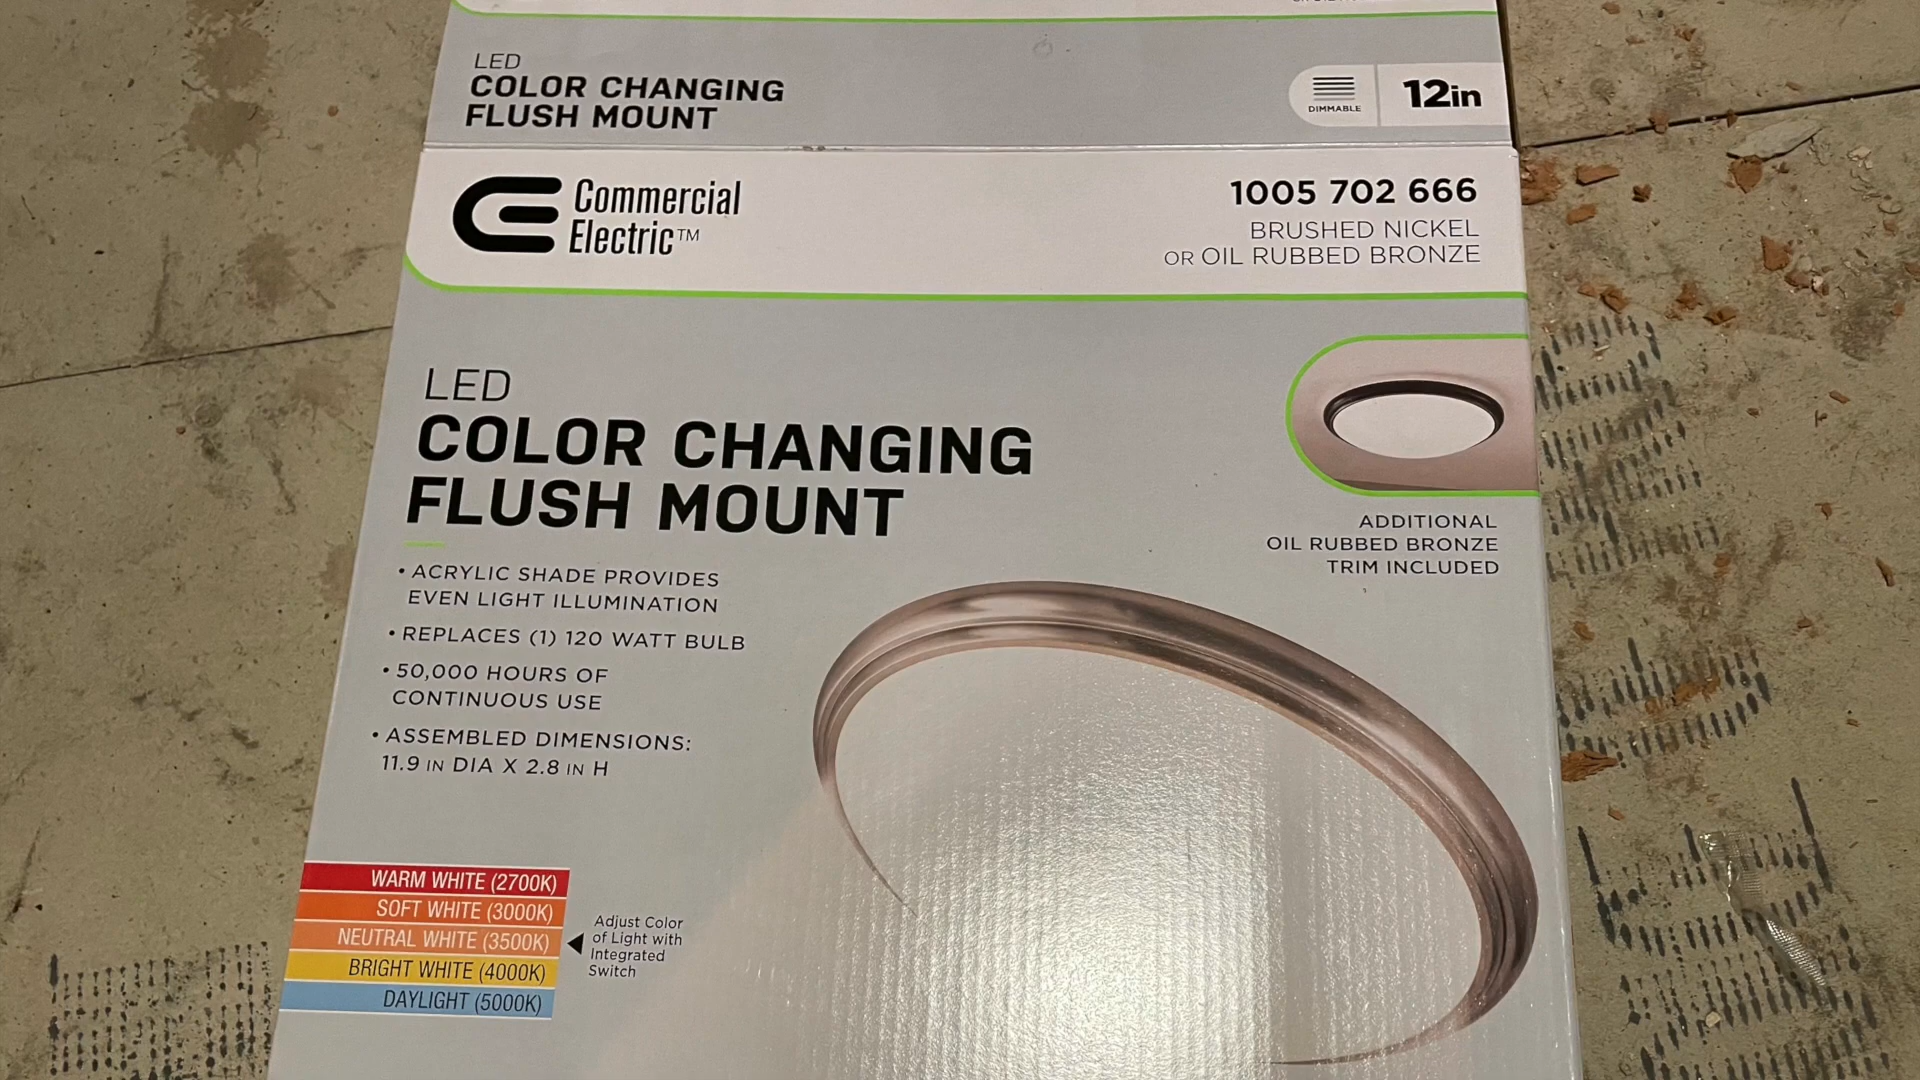 LED
COLOR CHANGING
FLUSH MOUNT
DIMMABLE
12in
Commercial
Electric™
1005 702 666
BRUSHED NICKEL
OR OIL RUBBED BRONZE
LED
COLOR CHANGING
FLUSH MOUNT
• ACRYLIC SHADE PROVIDES
EVEN LIGHT ILLUMINATION
• REPLACES (1) 120 WATT BULB
• 50,000 HOURS OF
CONTINUOUS USE
• ASSEMBLED DIMENSIONS:
11.9 IN DIA X 2.8 IN H
ADDITIONAL
OIL RUBBED BRONZE
TRIM INCLUDED
WARM WHITE (2700K)
SOFT WHITE (3000K)
NEUTRAL WHITE (3500K)
BRIGHT WHITE (4000K)
DAYLIGHT (5000K)
Adjust Color
of Light with
Integrated
Switch